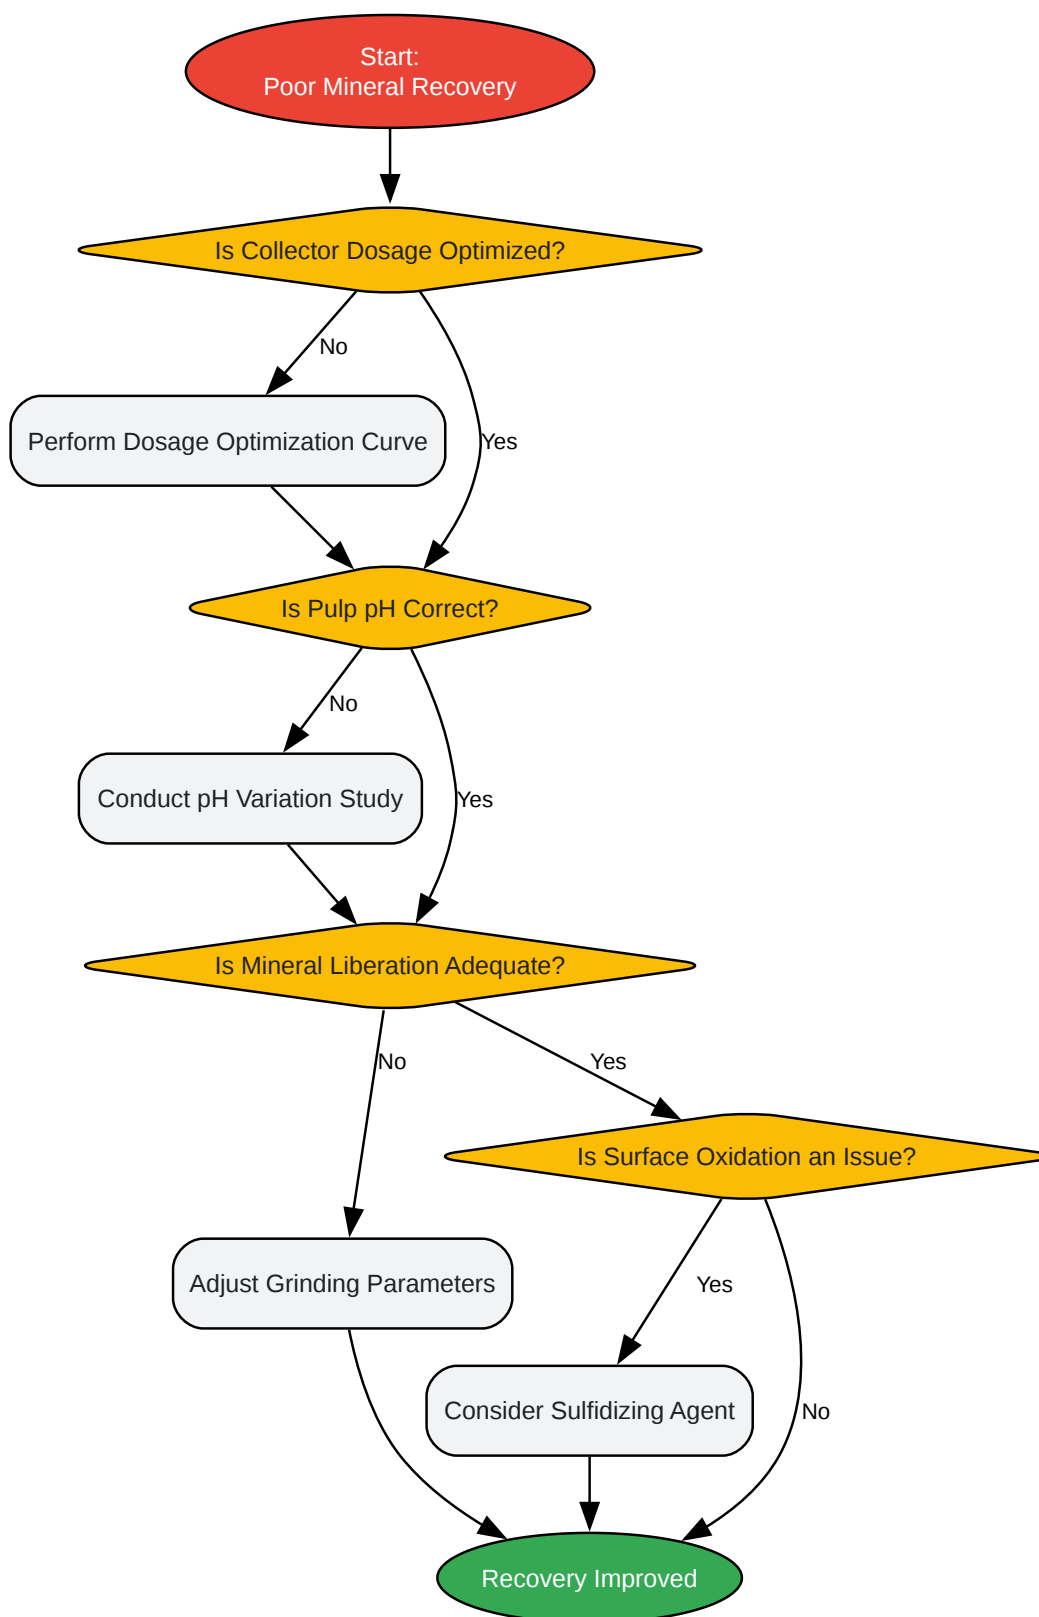 Start:
Poor Mineral Recovery
Is Collector Dosage Optimized?
No
Perform Dosage Optimization Curve
Yes
Is Pulp pH Correct?
No
Conduct pH Variation Study
Yes
Is Mineral Liberation Adequate?
No
Yes
Is Surface Oxidation an Issue?
Adjust Grinding Parameters
Yes
Consider Sulfidizing Agent
No
Recovery Improved